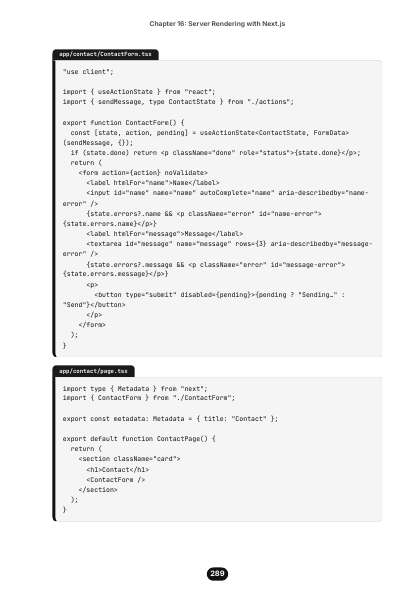 Chapter 16: Server Rendering with Next.js
app/contact/ContactForm.tsx
"use client";
import { useActionState } from "react";
import { sendMessage, type ContactState } from "./actions";
export function ContactForm() {
  const [state, action, pending] = useActionState<ContactState, FormData>
(sendMessage, {});
  if (state.done) return <p className="done" role="status">{state.done}</p>;
  return (
    <form action={action} noValidate>
      <label htmlFor="name">Name</label>
      <input id="name" name="name" autoComplete="name" aria-describedby="name-
error" />
      {state.errors?.name && <p className="error" id="name-error">
{state.errors.name}</p>}
      <label htmlFor="message">Message</label>
      <textarea id="message" name="message" rows={3} aria-describedby="message-
error" />
      {state.errors?.message && <p className="error" id="message-error">
{state.errors.message}</p>}
      <p>
        <button type="submit" disabled={pending}>{pending ? "Sending…" :
"Send"}</button>
      </p>
    </form>
  );
}
app/contact/page.tsx
import type { Metadata } from "next";
import { ContactForm } from "./ContactForm";
export const metadata: Metadata = { title: "Contact" };
export default function ContactPage() {
  return (
    <section className="card">
      <h1>Contact</h1>
      <ContactForm />
    </section>
  );
}
289